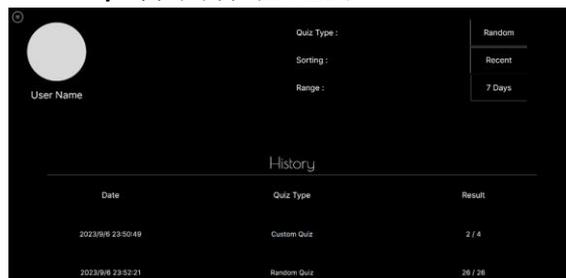 Quiz Type : Random
Sorting : Recent
Range : 7 Days
User Name
History
Date Quiz Type Result
2023/9/6 23:50:49 Custom Quiz 2 / 4
2023/9/6 23:52:21 Random Quiz 26 / 26